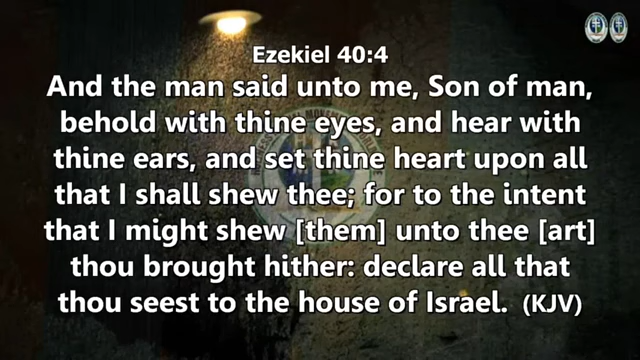 Ezekiel 40:4
And the man said unto me, Son of man,
behold with thine eyes, and hear with
thine ears, and set thine heart upon all
that I shall shew thee; for to the intent
that I might shew [them] unto thee [art]
thou brought hither: declare all that
thou seest to the house of Israel. (KJV)